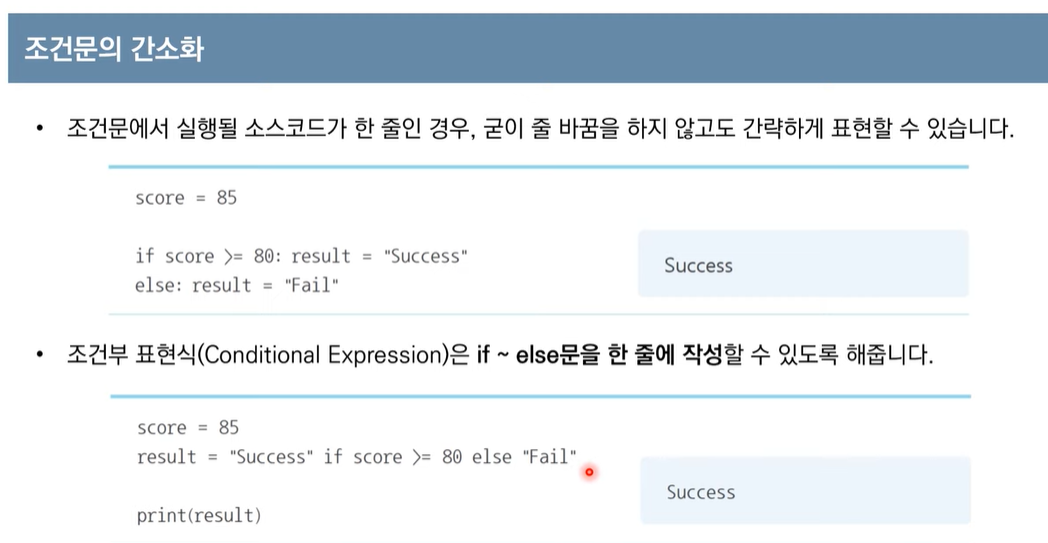 조건문의 간소화
• 조건문에서 실행될 소스코드가 한 줄인 경우, 굳이 줄 바꿈을 하지 않고도 간략하게 표현할 수 있습니다.
score = 85
if score >= 80: result = "Success"
else: result = "Fail"
Success
• 조건부 표현식(Conditional Expression)은 if ~ else문을 한 줄에 작성할 수 있도록 해줍니다.
score = 85
result = "Success" if score >= 80 else "Fail"
print(result)
Success